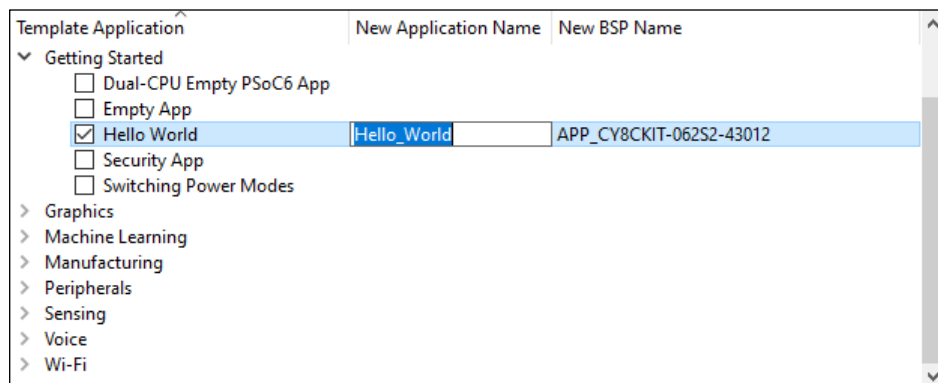 Template Application New Application Name New BSP Name
Getting Started
Dual-CPU Empty PSoC6 App
Empty App
Hello World Hello_World APP_CY8CKIT-062S2-43012
Security App
Switching Power Modes
Graphics
Machine Learning
Manufacturing
Peripherals
Sensing
Voice
Wi-Fi